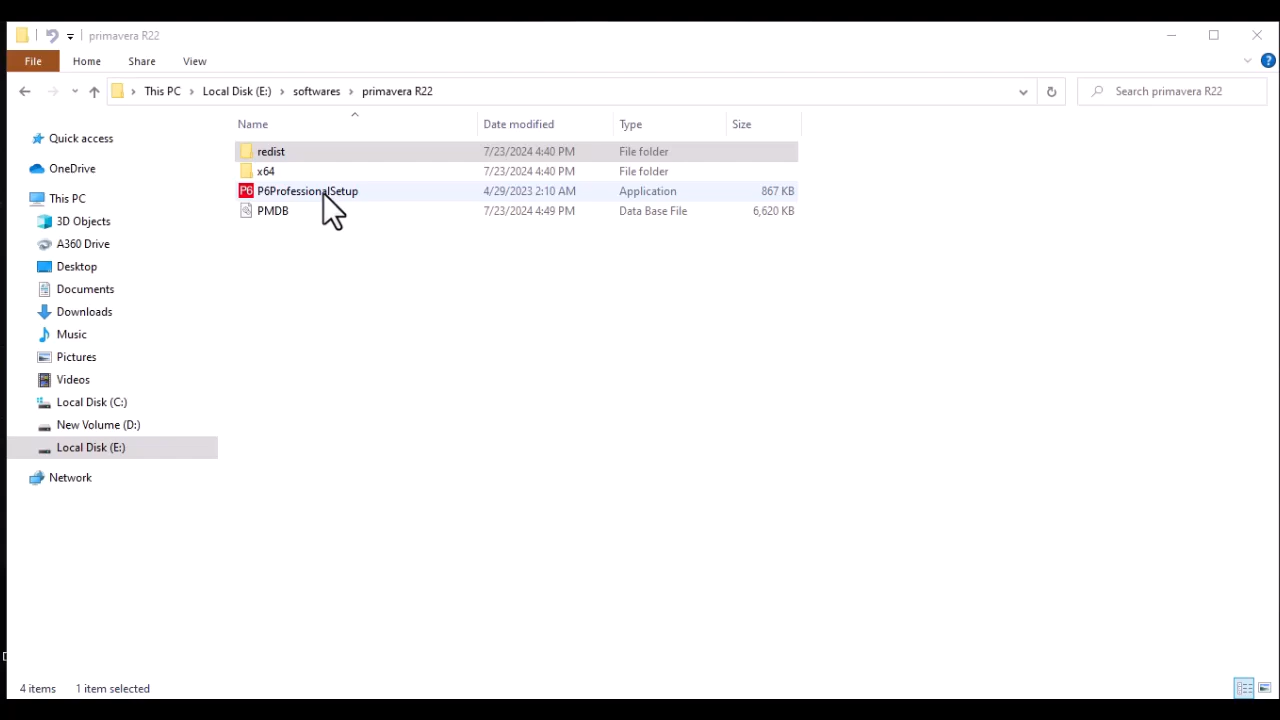 primavera R22
File Home Share View
This PC Local Disk (E:) softwares primavera R22 Search primavera R22
Name Date modified Type Size
redist 7/23/2024 4:40 PM File folder
x64 7/23/2024 4:40 PM File folder
P6 P6ProfessionalSetup 4/29/2023 2:10 AM Application 867 KB
PMDB 7/23/2024 4:49 PM Data Base File 6,620 KB
Quick access
OneDrive
This PC
3D Objects
A360 Drive
Desktop
Documents
Downloads
Music
Pictures
Videos
Local Disk (C:)
New Volume (D:)
Local Disk (E:)
Network
4 items 1 item selected